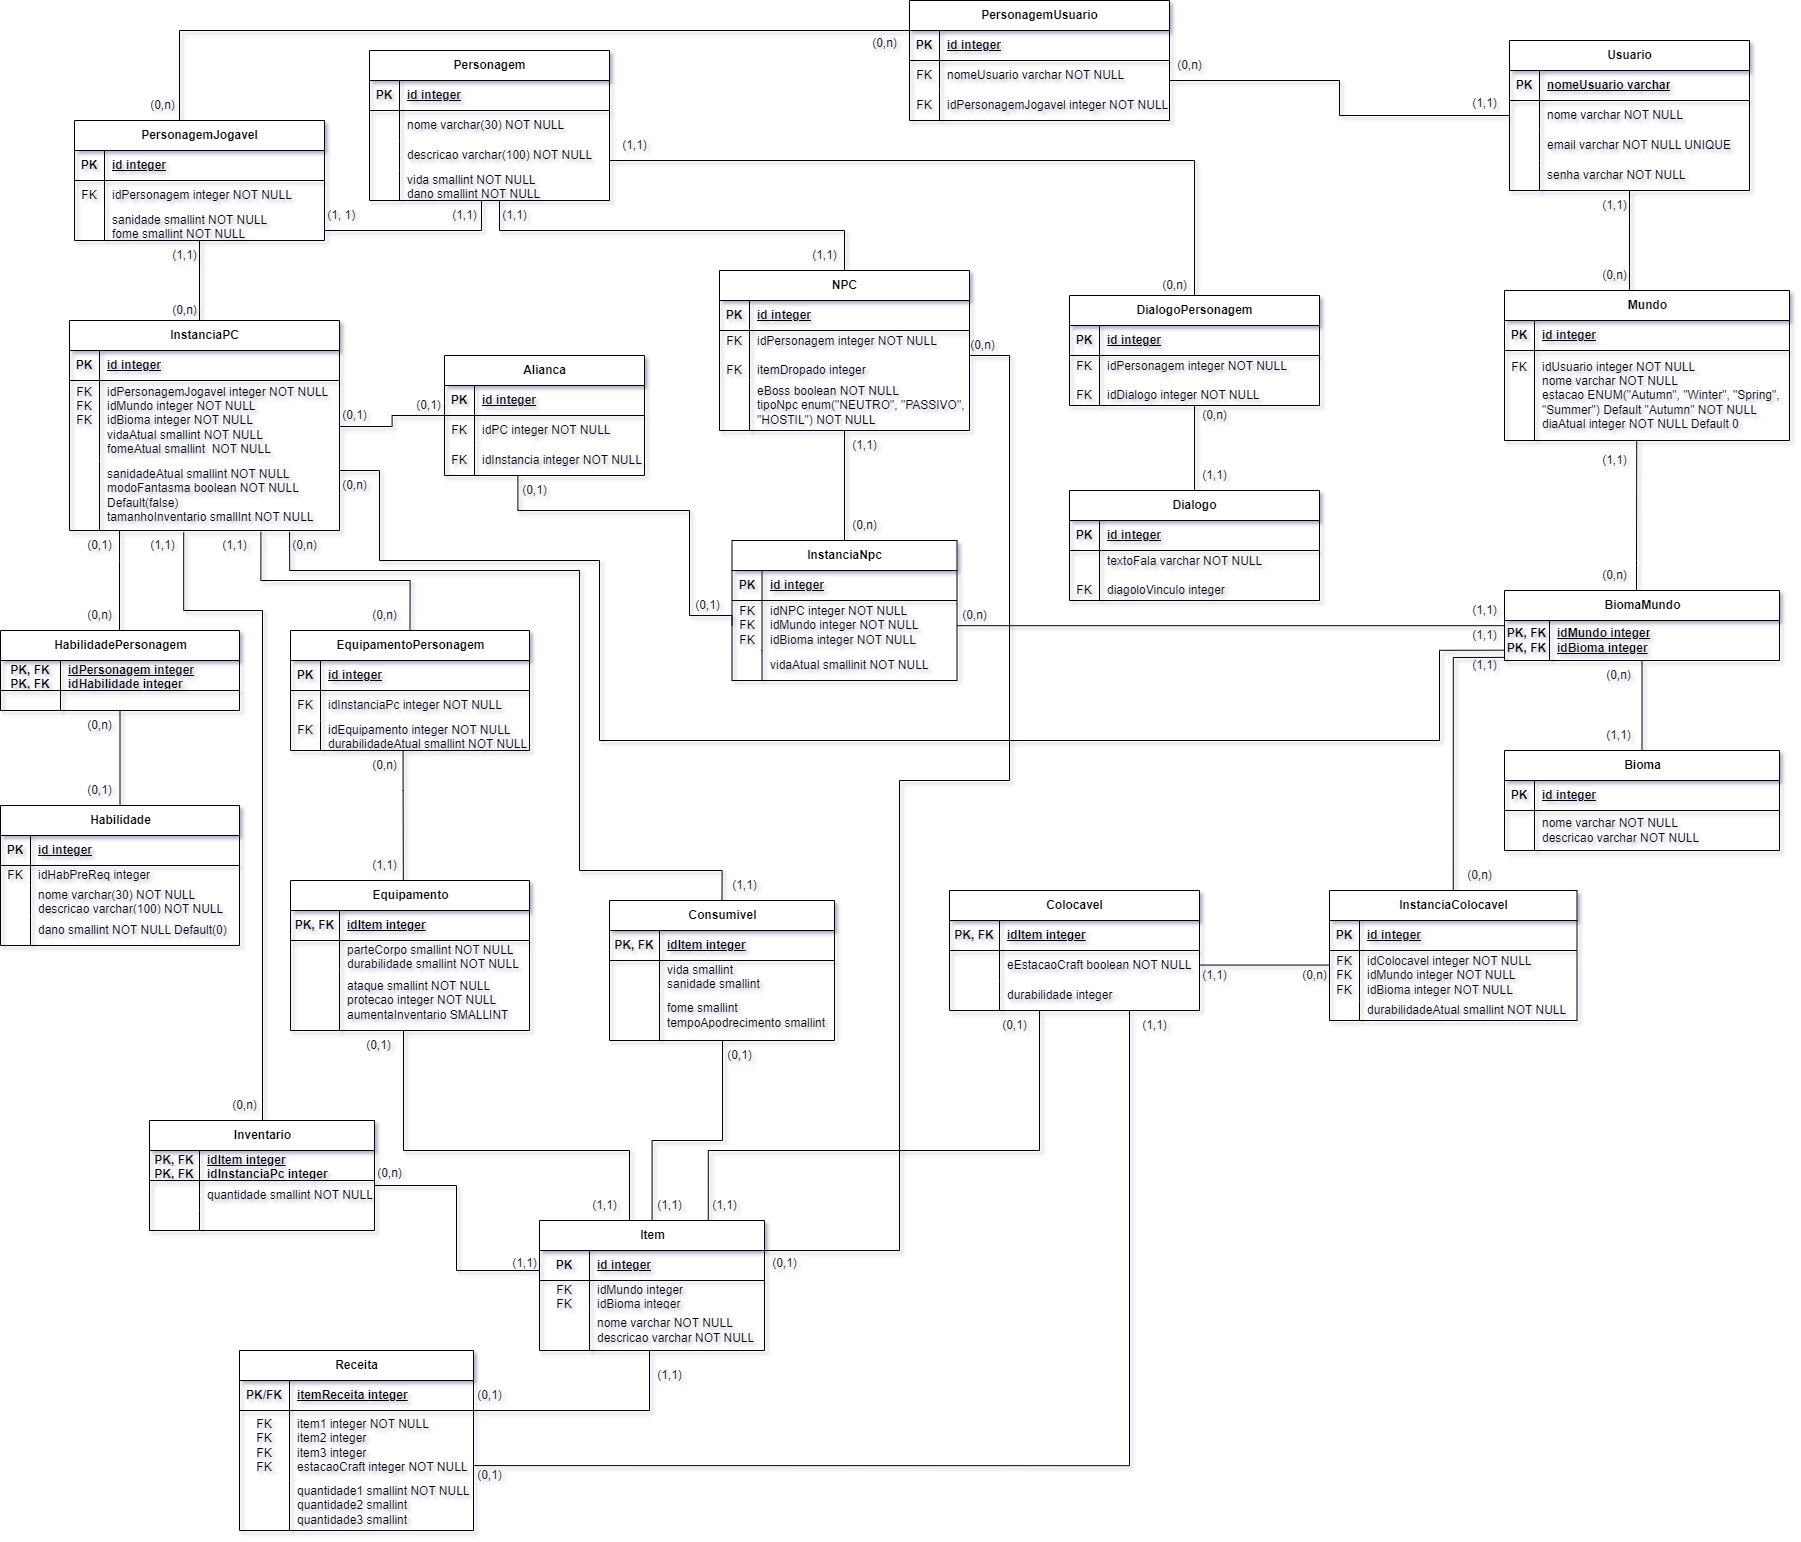 PersonagemUsuario
PK id integer
FK nomeUsuario varchar NOT NULL
FK idPersonagemJogavel integer NOT NULL
(0,n)
(0,n)
(0,n)
(1,1)
Usuario
PK nomeUsuario varchar
nome varchar NOT NULL
email varchar NOT NULL UNIQUE
senha varchar NOT NULL
(1,1)
Personagem
PK id integer
nome varchar(30) NOT NULL
descricao varchar(100) NOT NULL
vida smallint NOT NULL
dano smallint NOT NULL
(1,1)
(1,1)
(1,1)
PersonagemJogavel
PK id integer
FK idPersonagem integer NOT NULL
sanidade smallint NOT NULL
fome smallint NOT NULL
(1, 1)
(1,1)
(0,n)
(1,1)
NPC
PK id integer
FK idPersonagem integer NOT NULL
FK itemDropado integer
eBoss boolean NOT NULL
tipoNpc enum("NEUTRO", "PASSIVO",
"HOSTIL") NOT NULL
(0,n)
(1,1)
(0,n)
(0,n)
DialogoPersonagem
PK id integer
FK idPersonagem integer NOT NULL
FK idDialogo integer NOT NULL
(0,n)
(1,1)
(0,n)
Mundo
PK id integer
FK idUsuario integer NOT NULL
nome varchar NOT NULL
estacao ENUM("Autumn", "Winter", "Spring",
"Summer") Default "Autumn" NOT NULL
diaAtual integer NOT NULL Default 0
(1,1)
(0,n)
InstanciaPC
PK id integer
FK idPersonagemJogavel integer NOT NULL
FK idMundo integer NOT NULL
FK idBioma integer NOT NULL
vidaAtual smallint NOT NULL
fomeAtual smallint  NOT NULL
sanidadeAtual smallint NOT NULL
modoFantasma boolean NOT NULL
Default(false)
tamanhoInventario smallInt NOT NULL
(0,1)
(0,n)
(0,1)
(1,1)
(1,1)
(0,n)
Alianca
PK id integer
FK idPC integer NOT NULL
FK idInstancia integer NOT NULL
(0,1)
(0,1)
(0,1)
Dialogo
PK id integer
textoFala varchar NOT NULL
FK diagoloVinculo integer
InstanciaNpc
PK id integer
FK idNPC integer NOT NULL
FK idMundo integer NOT NULL
FK idBioma integer NOT NULL
vidaAtual smallinit NOT NULL
(0,n)
(1,1)
(1,1)
(1,1)
BiomaMundo
PK, FK idMundo integer
PK, FK idBioma integer
(0,n)
(1,1)
(0,n)
HabilidadePersonagem
PK, FK idPersonagem integer
PK, FK idHabilidade integer
(0,n)
(0,1)
(0,n)
EquipamentoPersonagem
PK id integer
FK idInstanciaPc integer NOT NULL
FK idEquipamento integer NOT NULL
durabilidadeAtual smallint NOT NULL
(0,n)
(1,1)
Bioma
PK id integer
nome varchar NOT NULL
descricao varchar NOT NULL
Habilidade
PK id integer
FK idHabPreReq integer
nome varchar(30) NOT NULL
descricao varchar(100) NOT NULL
dano smallint NOT NULL Default(0)
Equipamento
PK, FK idItem integer
parteCorpo smallint NOT NULL
durabilidade smallint NOT NULL
ataque smallint NOT NULL
protecao integer NOT NULL
aumentaInventario SMALLINT
(0,1)
(1,1)
Consumivel
PK, FK idItem integer
vida smallint
sanidade smallint
fome smallint
tempoApodrecimento smallint
(0,1)
Colocavel
PK, FK idItem integer
eEstacaoCraft boolean NOT NULL
durabilidade integer
(1,1)
(0,n)
(0,1)
(1,1)
(0,n)
InstanciaColocavel
PK id integer
FK idColocavel integer NOT NULL
FK idMundo integer NOT NULL
FK idBioma integer NOT NULL
durabilidadeAtual smallint NOT NULL
(0,n)
Inventario
PK, FK idItem integer
PK, FK idInstanciaPc integer
quantidade smallint NOT NULL
(0,n)
(1,1)
(1,1)
(1,1)
(1,1)
(0,1)
Item
PK id integer
FK idMundo integer
FK idBioma integer
nome varchar NOT NULL
descricao varchar NOT NULL
(1,1)
Receita
PK/FK itemReceita integer
FK item1 integer NOT NULL
FK item2 integer
FK item3 integer
FK estacaoCraft integer NOT NULL
quantidade1 smallint NOT NULL
quantidade2 smallint
quantidade3 smallint
(0,1)
(0,1)